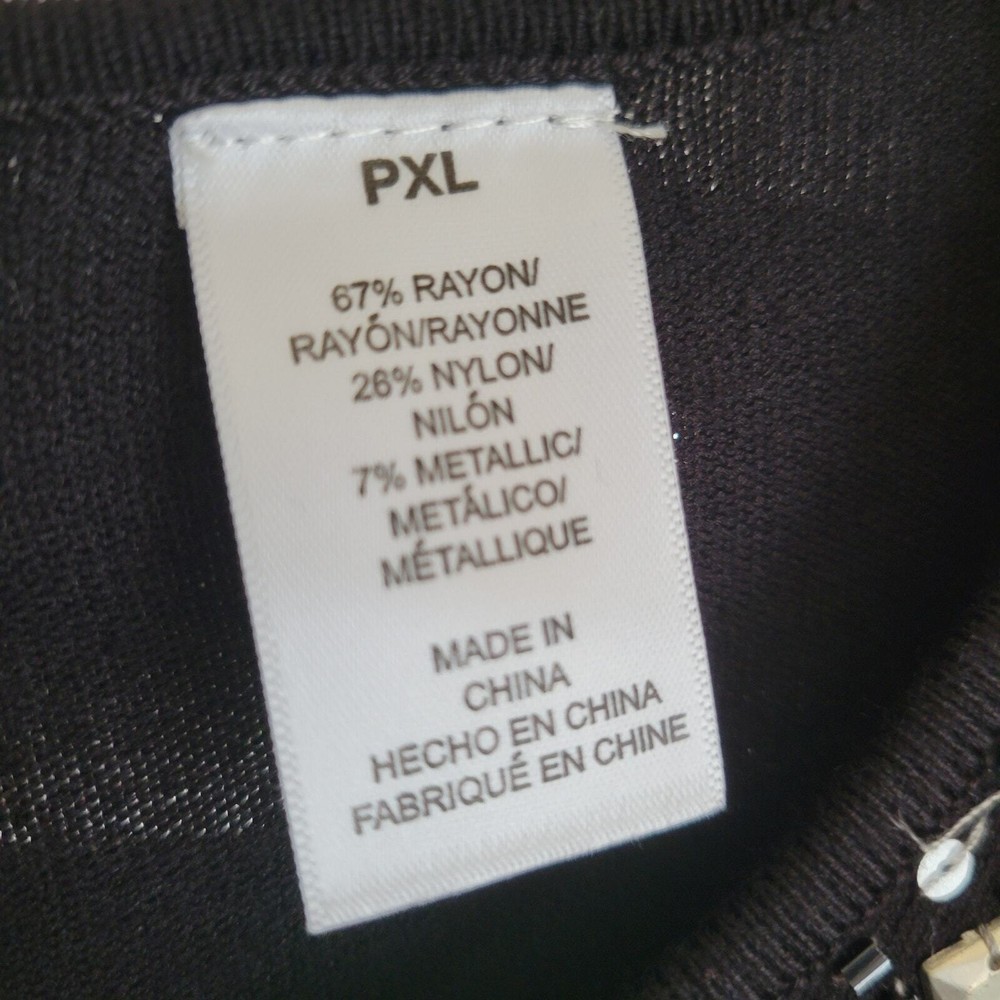 PXL
67% RAYON/
RAYÓN/RAYONNE
26% NYLON/
NILÓN
7% METALLIC/
METÁLICO/
MÉTALLIQUE
MADE IN
CHINA
HECHO EN CHINA
FABRIQUÉ EN CHINE